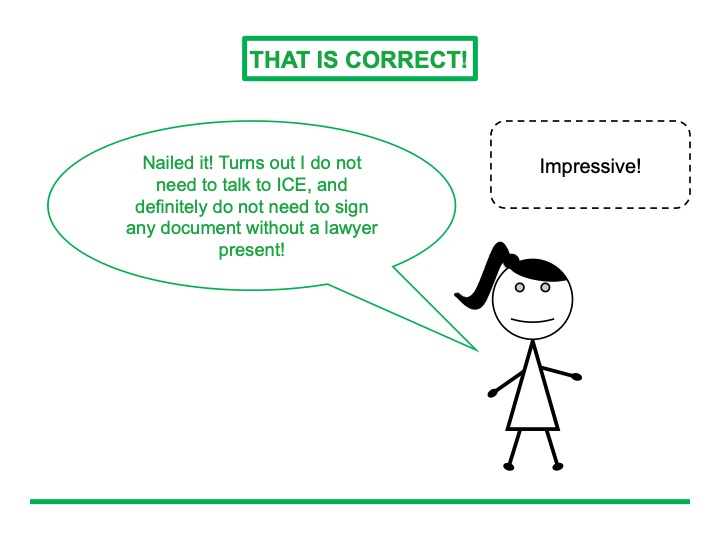 THAT IS CORRECT!
Nailed it! Turns out I do not
need to talk to ICE, and
definitely do not need to sign
any document without a lawyer
present!
Impressive!